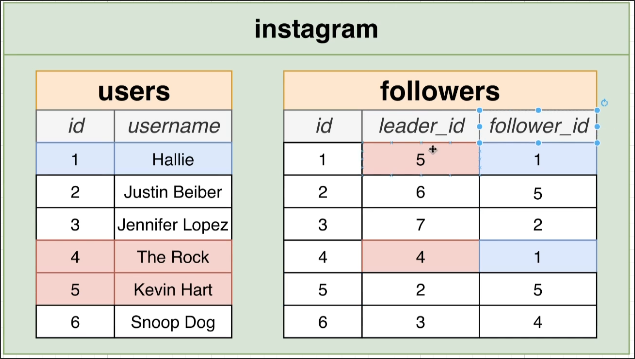 instagram
users
id username
1 Hallie
2 Justin Beiber
3 Jennifer Lopez
4 The Rock
5 Kevin Hart
6 Snoop Dog
followers
id leader_id follower_id
1 5 1
2 6 5
3 7 2
4 4 1
5 2 5
6 3 4